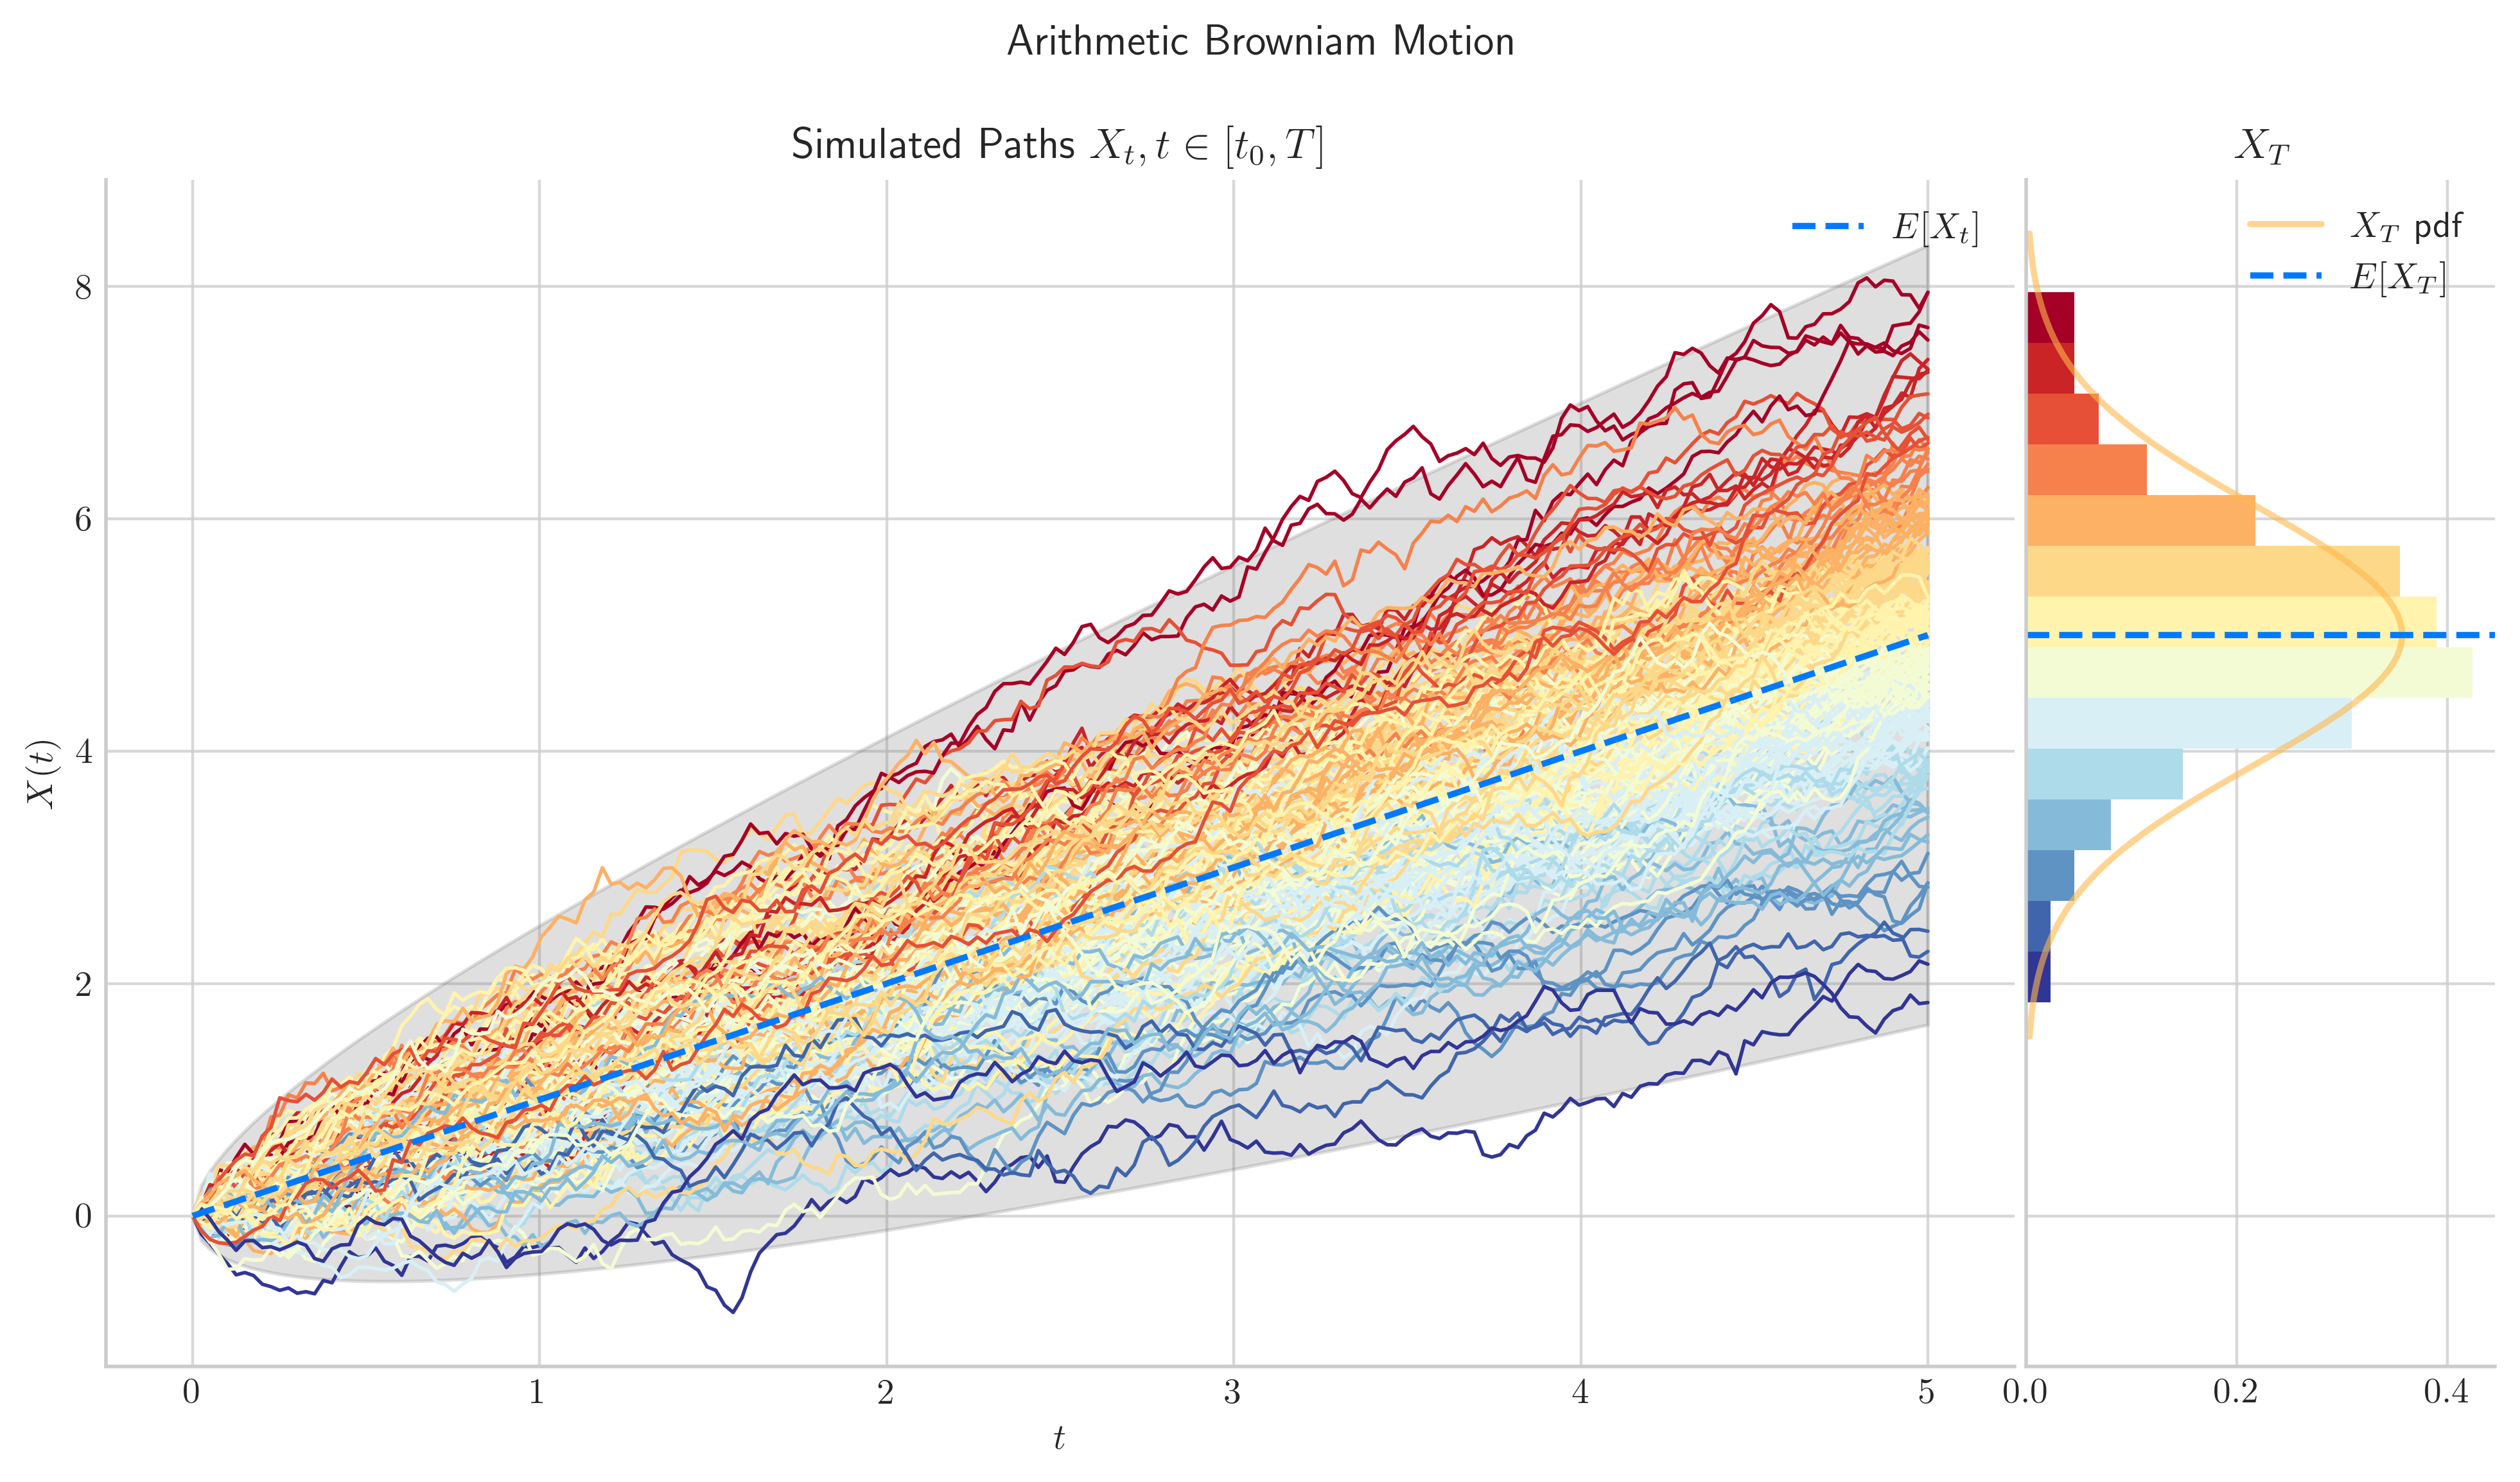 Arithmetic Browniam Motion
Simulated Paths $X_t, t \in [t_0, T]$
$X_T$
$E[X_t]$
$X_T$ pdf
$E[X_T]$
8
6
4
2
0
$X(t)$
0 1 2 3 4 5
0.0 0.2 0.4
$t$